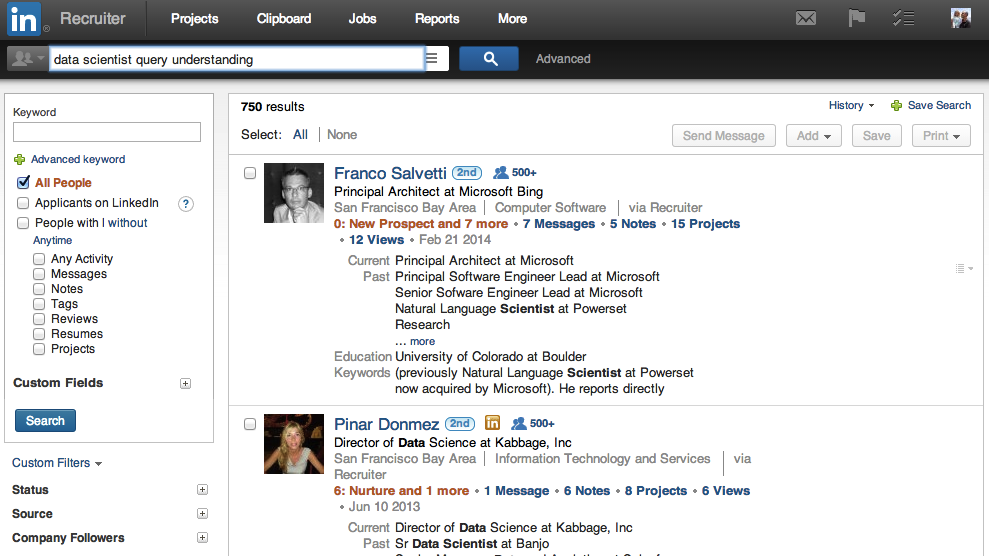 in ® Recruiter Projects Clipboard Jobs Reports More
data scientist query understanding Advanced
Keyword
Advanced keyword
All People
Applicants on LinkedIn ?
People with I without
Anytime
Any Activity
Messages
Notes
Tags
Reviews
Resumes
Projects
Custom Fields
Search
Custom Filters
Status
Source
Company Followers
750 results History Save Search
Select: All None Send Message Add Save Print
Franco Salvetti 2nd 500+
Principal Architect at Microsoft Bing
San Francisco Bay Area | Computer Software | via Recruiter
0: New Prospect and 7 more • 7 Messages • 5 Notes • 15 Projects
• 12 Views • Feb 21 2014
Current Principal Architect at Microsoft
Past Principal Software Engineer Lead at Microsoft
Senior Sofware Engineer Lead at Microsoft
Natural Language Scientist at Powerset
Research
... more
Education University of Colorado at Boulder
Keywords (previously Natural Language Scientist at Powerset
now acquired by Microsoft). He reports directly
Pinar Donmez 2nd in 500+
Director of Data Science at Kabbage, Inc
San Francisco Bay Area | Information Technology and Services | via
Recruiter
6: Nurture and 1 more • 1 Message • 6 Notes • 8 Projects • 6 Views
• Jun 10 2013
Current Director of Data Science at Kabbage, Inc
Past Sr Data Scientist at Banjo